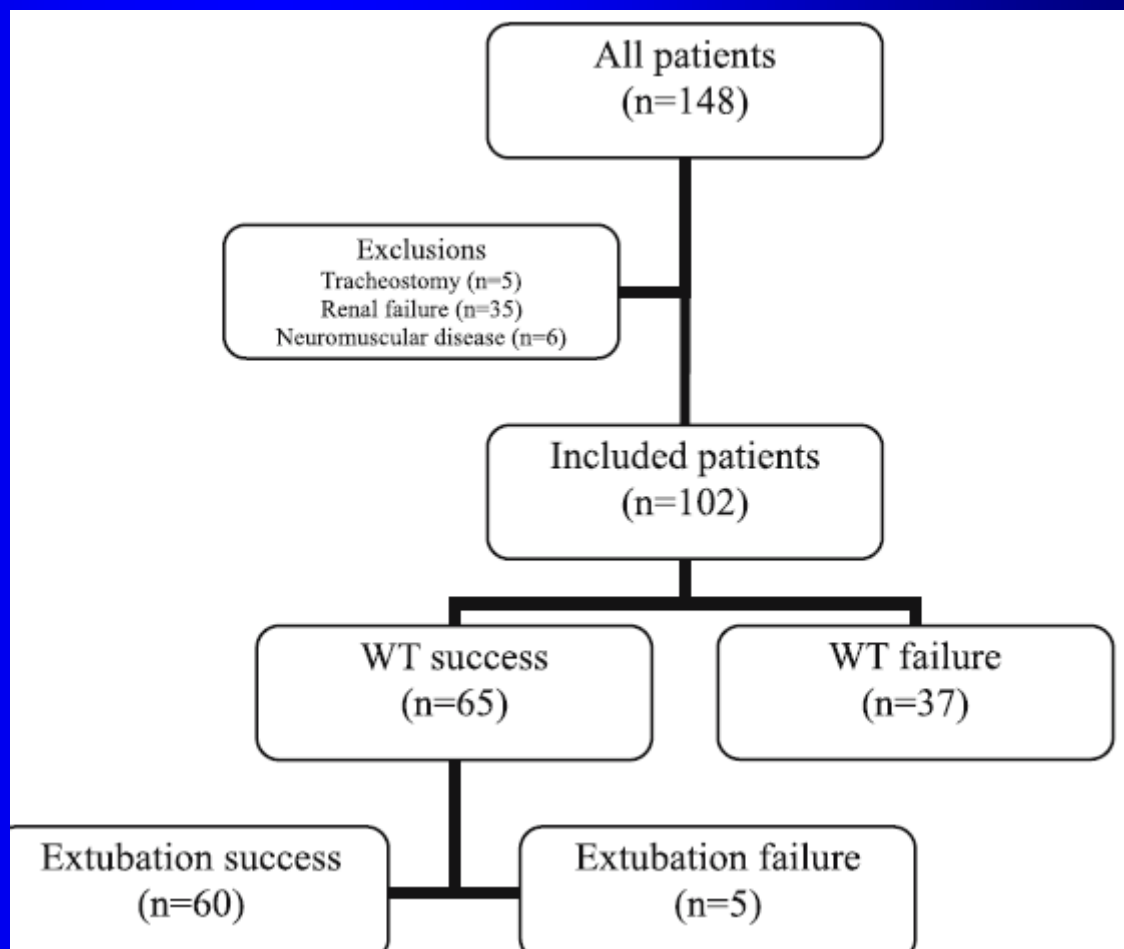 All patients
(n=148)
Exclusions
Tracheostomy (n=5)
Renal failure (n=35)
Neuromuscular disease (n=6)
Included patients
(n=102)
WT success
(n=65)
WT failure
(n=37)
Extubation success
(n=60)
Extubation failure
(n=5)